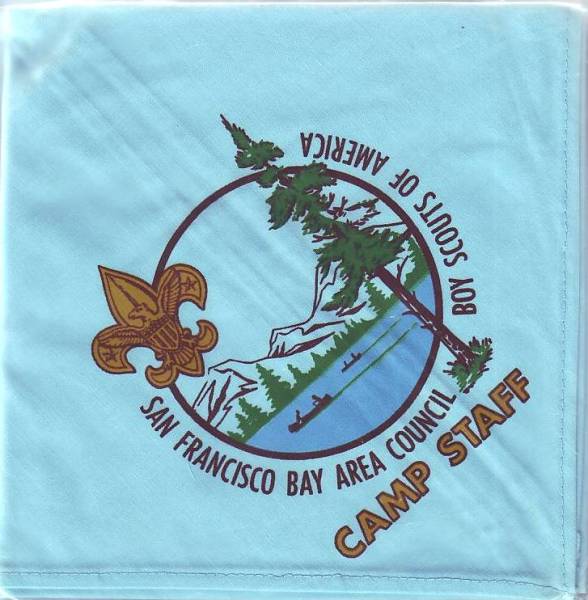 SAN FRANCISCO BAY AREA COUNCIL
BOY SCOUTS OF AMERICA
CAMP STAFF